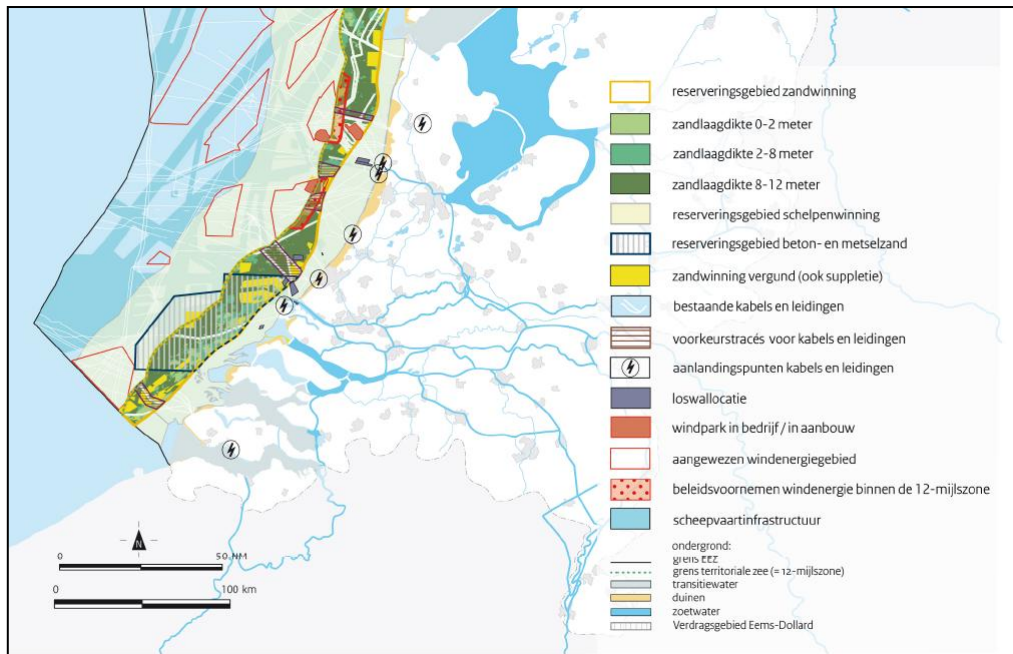 reserveringsgebied zandwinning
zandlaagdikte 0-2 meter
zandlaagdikte 2-8 meter
zandlaagdikte 8-12 meter
reserveringsgebied schelpenwinning
reserveringsgebied beton- en metselzand
zandwinning vergund (ook suppletie)
bestaande kabels en leidingen
voorkeurstracés voor kabels en leidingen
aanlandingspunten kabels en leidingen
loswallocatie
windpark in bedrijf / in aanbouw
aangewezen windenergiegebied
beleidsvoornemen windenergie binnen de 12-mijlszone
scheepvaartinfrastructuur
ondergrond:
grens EEZ
grens territoriale zee (= 12-mijlszone)
transitiewater
duinen
zoetwater
Verdragsgebied Eems-Dollard
N
0 50 NM
0 100 km